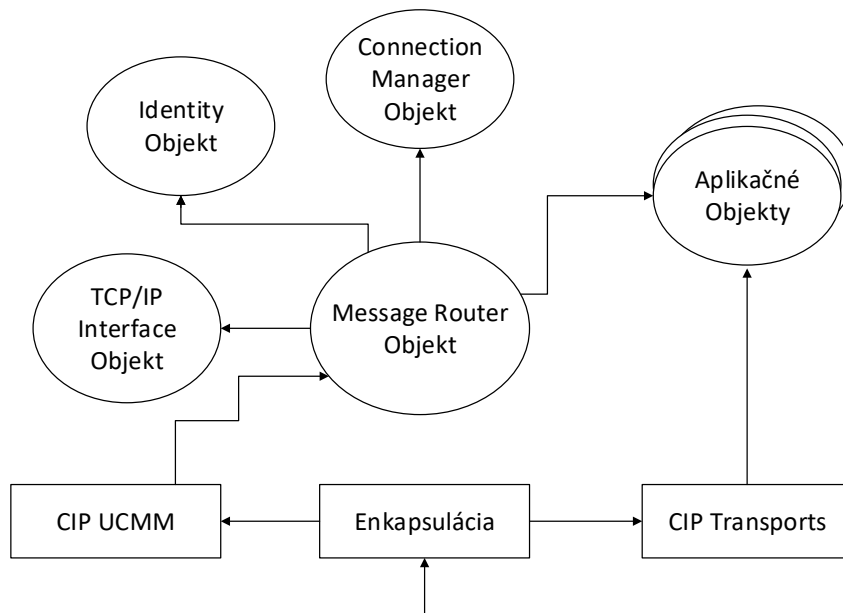 Connection
Manager
Objekt
Identity
Objekt
Aplikačné
Objekty
TCP/IP
Interface
Objekt
Message Router
Objekt
CIP UCMM
Enkapsulácia
CIP Transports